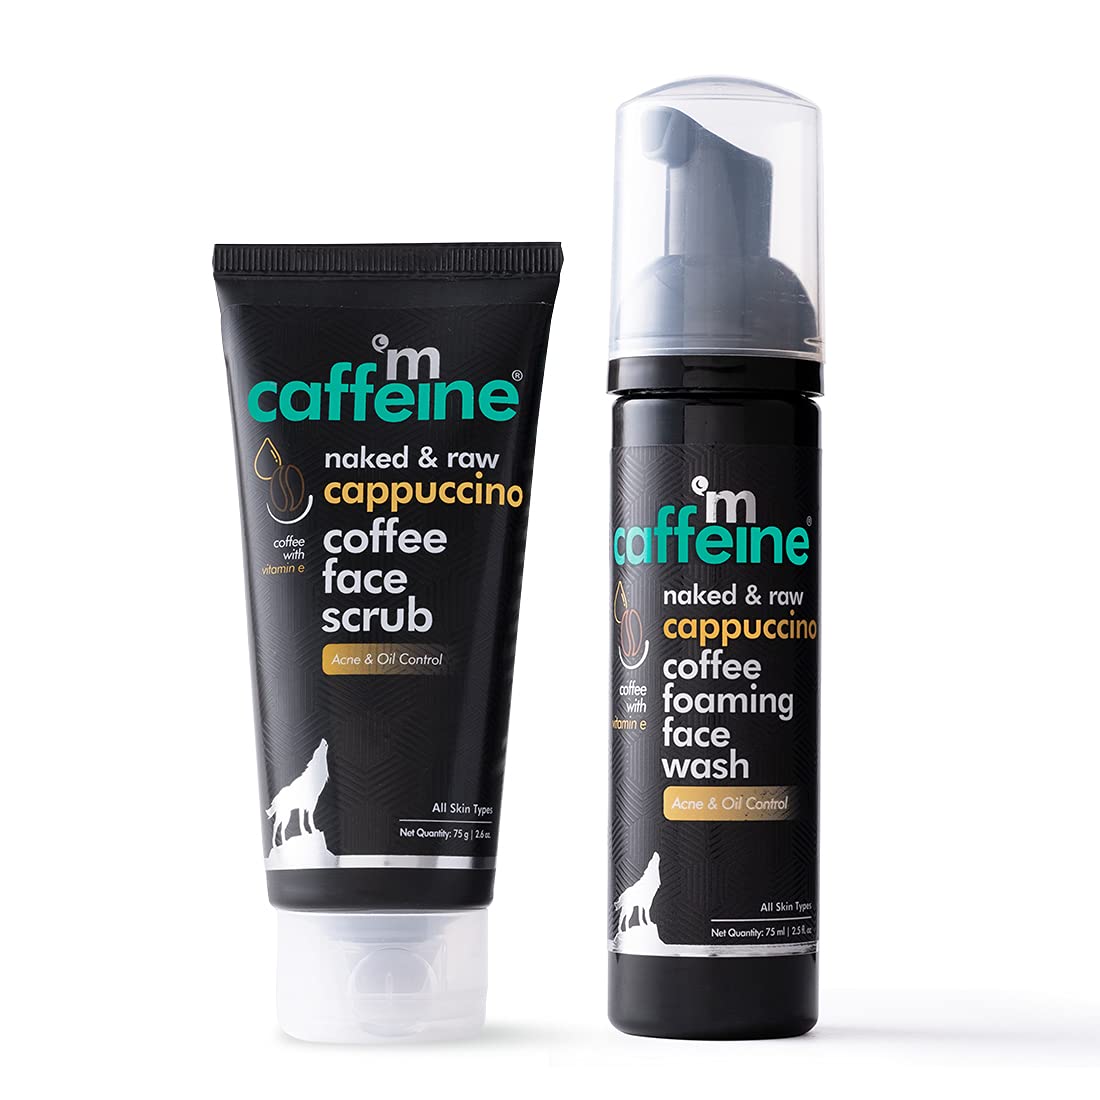 'm
caffeine®
naked & raw
cappuccino
coffee
face
scrub
coffee
with
vitamin e
Acne & Oil Control
All Skin Types
Net Quantity: 75 g | 2.6 oz.
'm
caffeine®
naked & raw
cappuccino
coffee
foaming
face
wash
coffee
with
vitamin e
Acne & Oil Control
All Skin Types
Net Quantity: 75 ml | 2.5 fl. oz